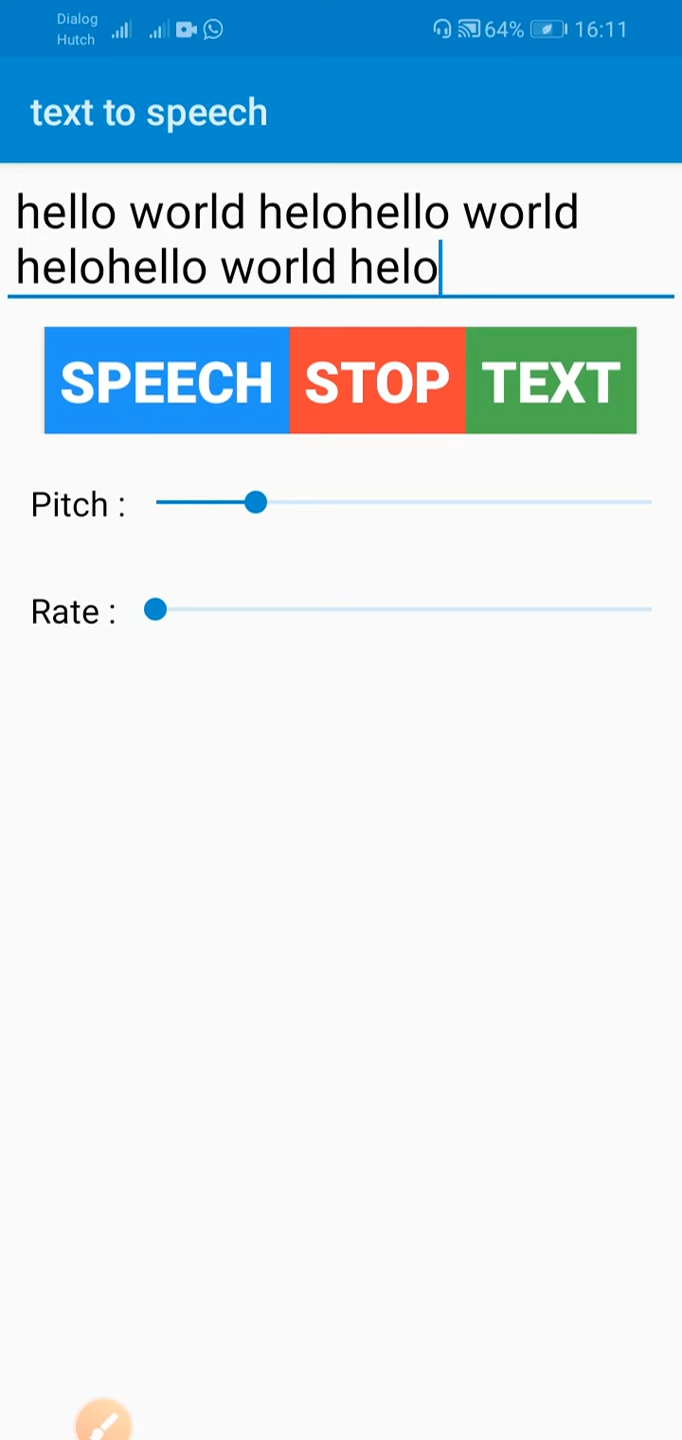 Dialog
Hutch
64% 16:11
text to speech
hello world helohello world
helohello world helo
SPEECH STOP TEXT
Pitch :
Rate :